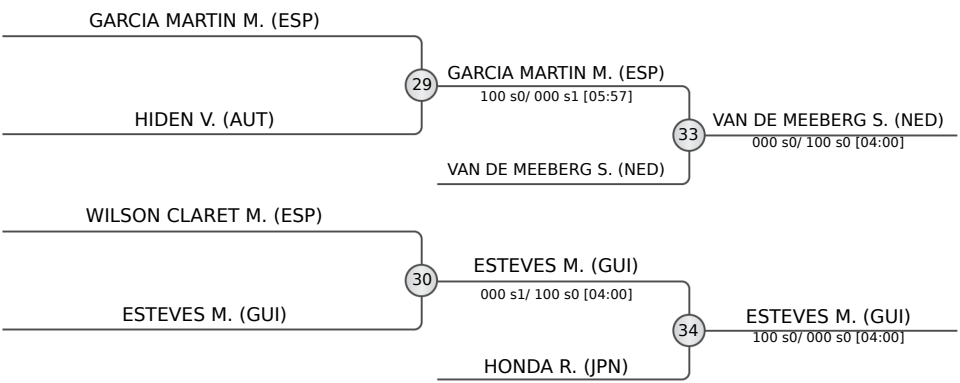 GARCIA MARTIN M. (ESP)
29
GARCIA MARTIN M. (ESP)
100 s0/ 000 s1 [05:57]
HIDEN V. (AUT)
33
VAN DE MEEBERG S. (NED)
000 s0/ 100 s0 [04:00]
VAN DE MEEBERG S. (NED)
WILSON CLARET M. (ESP)
30
ESTEVES M. (GUI)
000 s1/ 100 s0 [04:00]
ESTEVES M. (GUI)
34
ESTEVES M. (GUI)
100 s0/ 000 s0 [04:00]
HONDA R. (JPN)